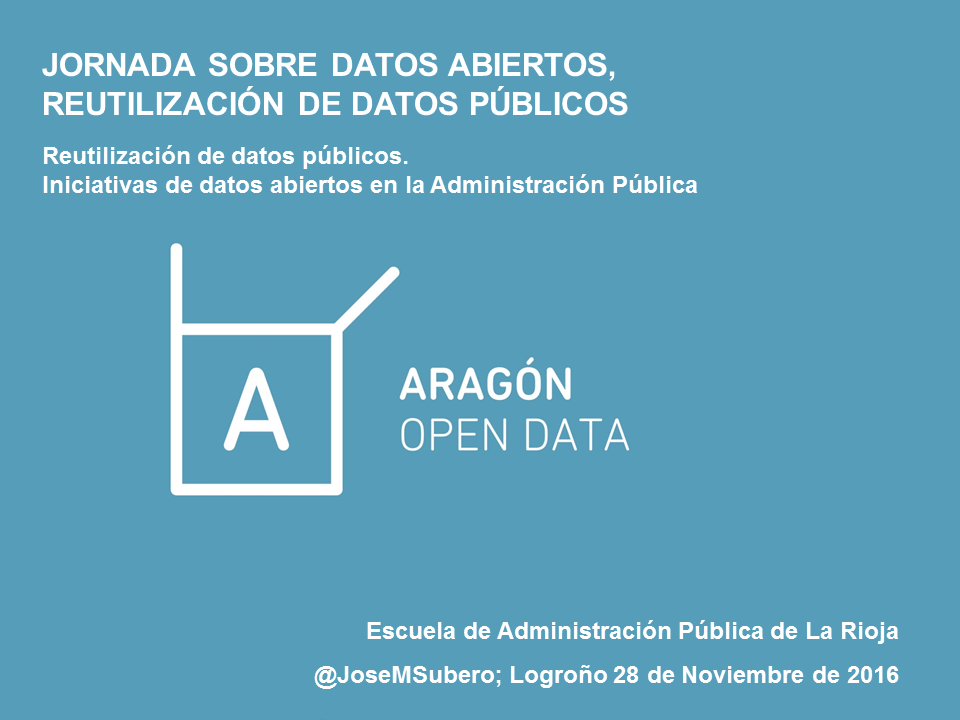 JORNADA SOBRE DATOS ABIERTOS,
REUTILIZACIÓN DE DATOS PÚBLICOS
Reutilización de datos públicos.
Iniciativas de datos abiertos en la Administración Pública
A
ARAGÓN
OPEN DATA
Escuela de Administración Pública de La Rioja
@JoseMSubero; Logroño 28 de Noviembre de 2016